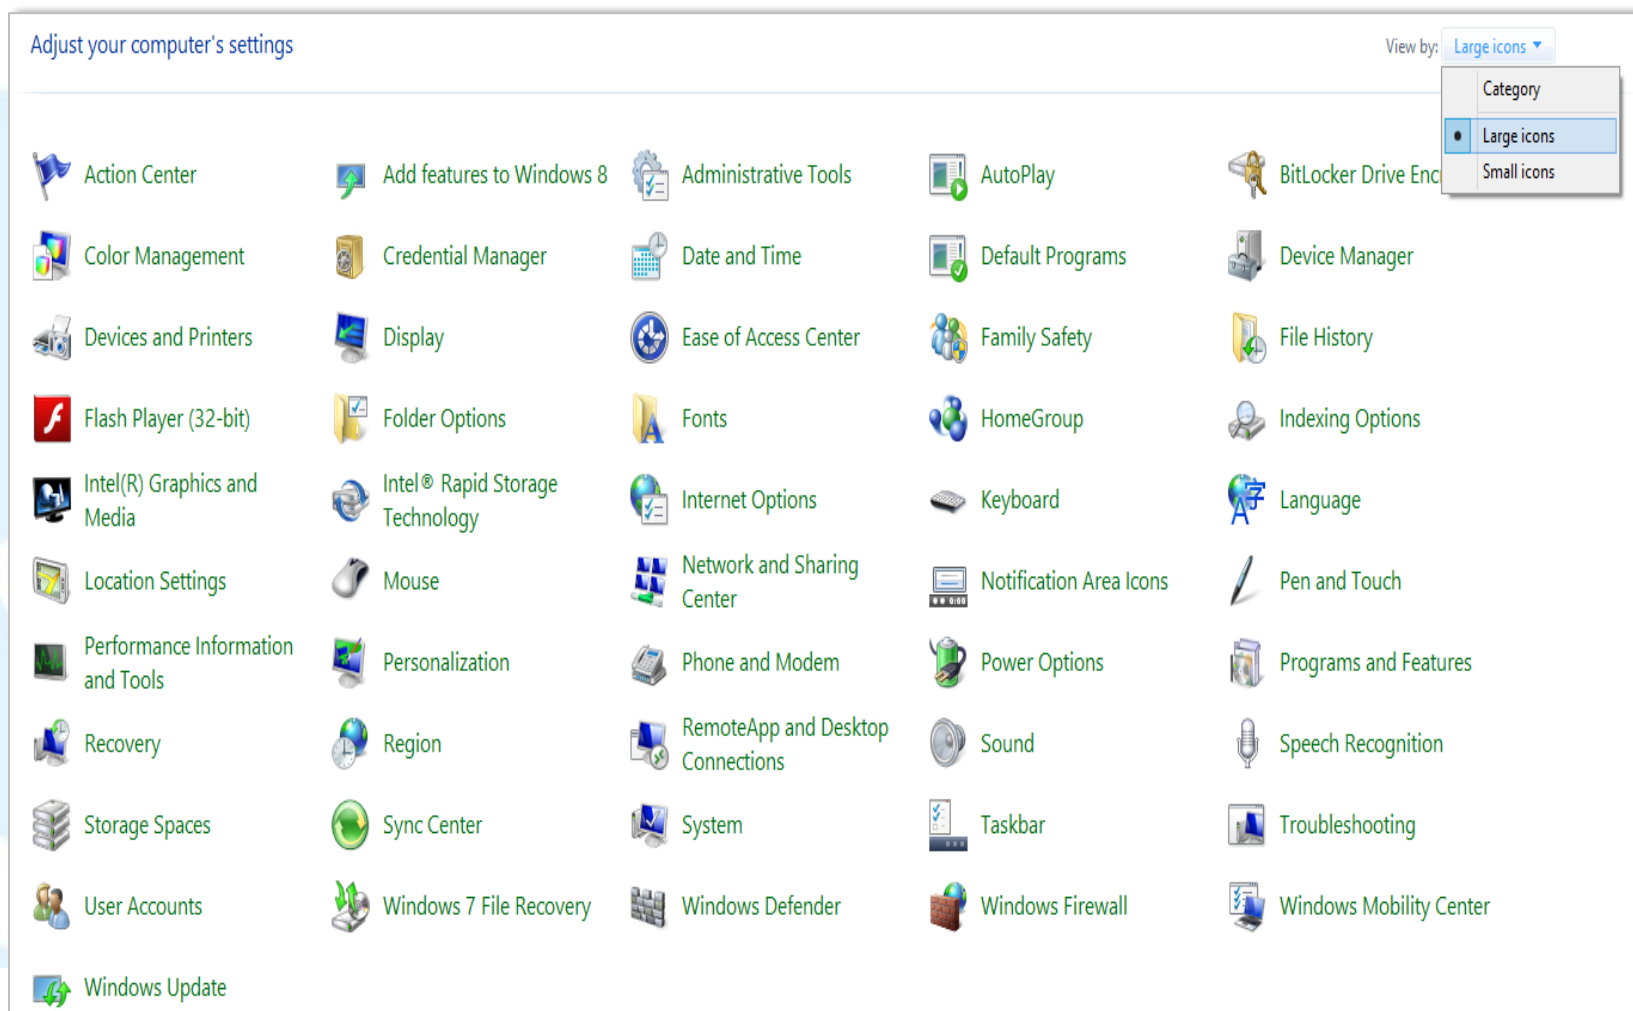 Adjust your computer's settings
View by: Large icons
Category
Large icons
Small icons
Action Center
Add features to Windows 8
Administrative Tools
AutoPlay
BitLocker Drive
Color Management
Credential Manager
Date and Time
Default Programs
Device Manager
Devices and Printers
Display
Ease of Access Center
Family Safety
File History
Flash Player (32-bit)
Folder Options
Fonts
HomeGroup
Indexing Options
Intel(R) Graphics and
Media
Intel® Rapid Storage
Technology
Internet Options
Keyboard
Language
Location Settings
Mouse
Network and Sharing
Center
Notification Area Icons
Pen and Touch
Performance Information
and Tools
Personalization
Phone and Modem
Power Options
Programs and Features
Recovery
Region
RemoteApp and Desktop
Connections
Sound
Speech Recognition
Storage Spaces
Sync Center
System
Taskbar
Troubleshooting
User Accounts
Windows 7 File Recovery
Windows Defender
Windows Firewall
Windows Mobility Center
Windows Update